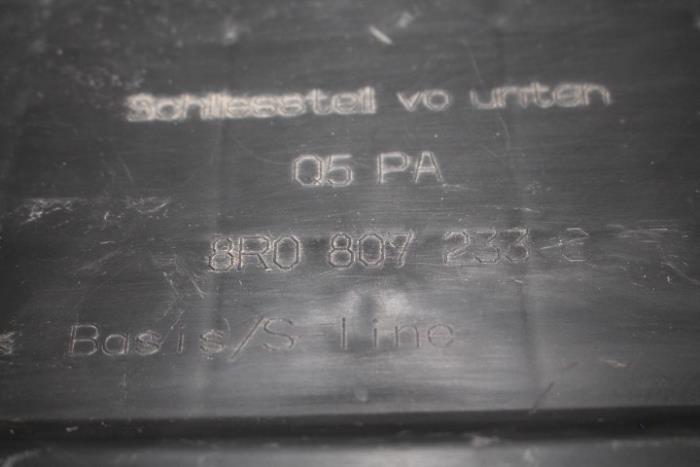 Schliessteil vo unten
Q5 PA
8R0 807 233
Basis/S line